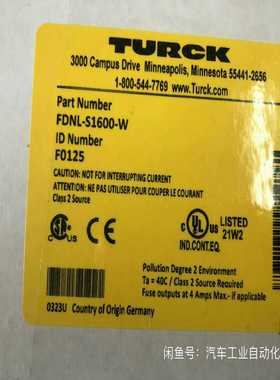 TURCK
3000 Campus Drive Minneapolis, Minnesota 55441-2656
1-800-544-7769 www.Turck.com
Part Number
FDNL-S1600-W
ID Number
F0125
CAUTION: NOT FOR INTERRUPTING CURRENT
ATTENTION: NE PAS UTILISER POUR COUPER LE COURANT
Class 2 Source
LISTED
21W2
IND.CONT.EQ.
Pollution Degree 2 Environment
Ta = 40C / Class 2 Source Required
Fuse outputs at 4 Amps Max.- if applicable
0323U Country of Origin Germany
闲鱼号：汽车工业自动化